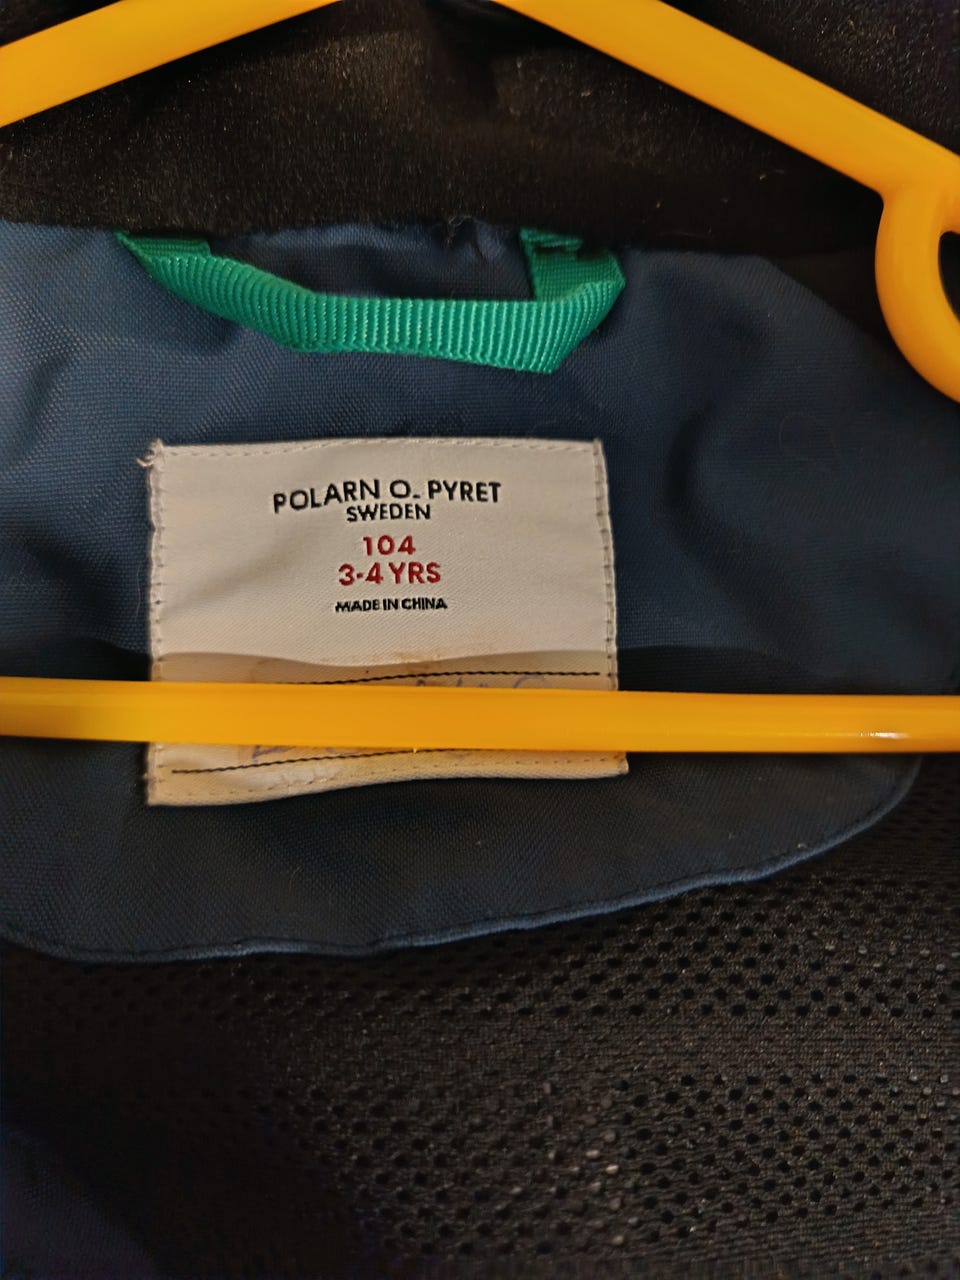 POLARN O. PYRET
SWEDEN
104
3-4 YRS
MADE IN CHINA